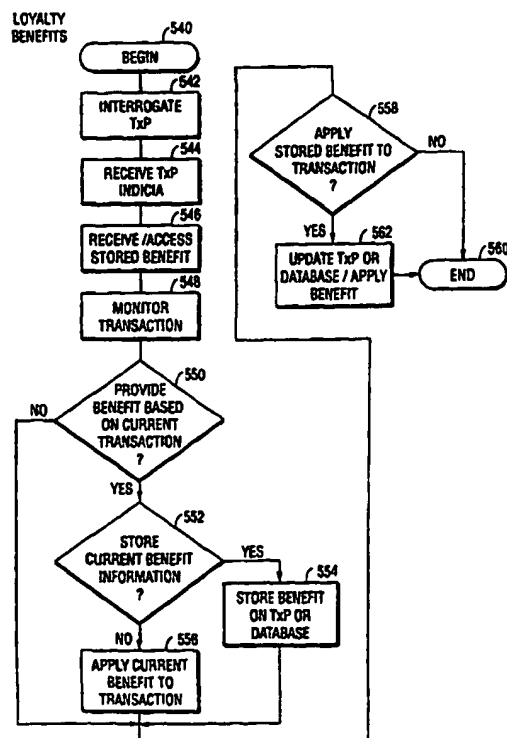 LOYALTY
BENEFITS
540
BEGIN
542
INTERROGATE
TxP
544
RECEIVE TxP
INDICIA
546
RECEIVE/ACCESS
STORED BENEFIT
548
MONITOR
TRANSACTION
550
PROVIDE
BENEFIT BASED
ON CURRENT
TRANSACTION
?
NO
YES
552
STORE
CURRENT BENEFIT
INFORMATION
?
YES
554
STORE BENEFIT
ON TxP OR
DATABASE
NO
556
APPLY CURRENT
BENEFIT TO
TRANSACTION
558
APPLY
STORED BENEFIT TO
TRANSACTION
?
NO
YES
562
UPDATE TxP OR
DATABASE/APPLY
BENEFIT
560
END